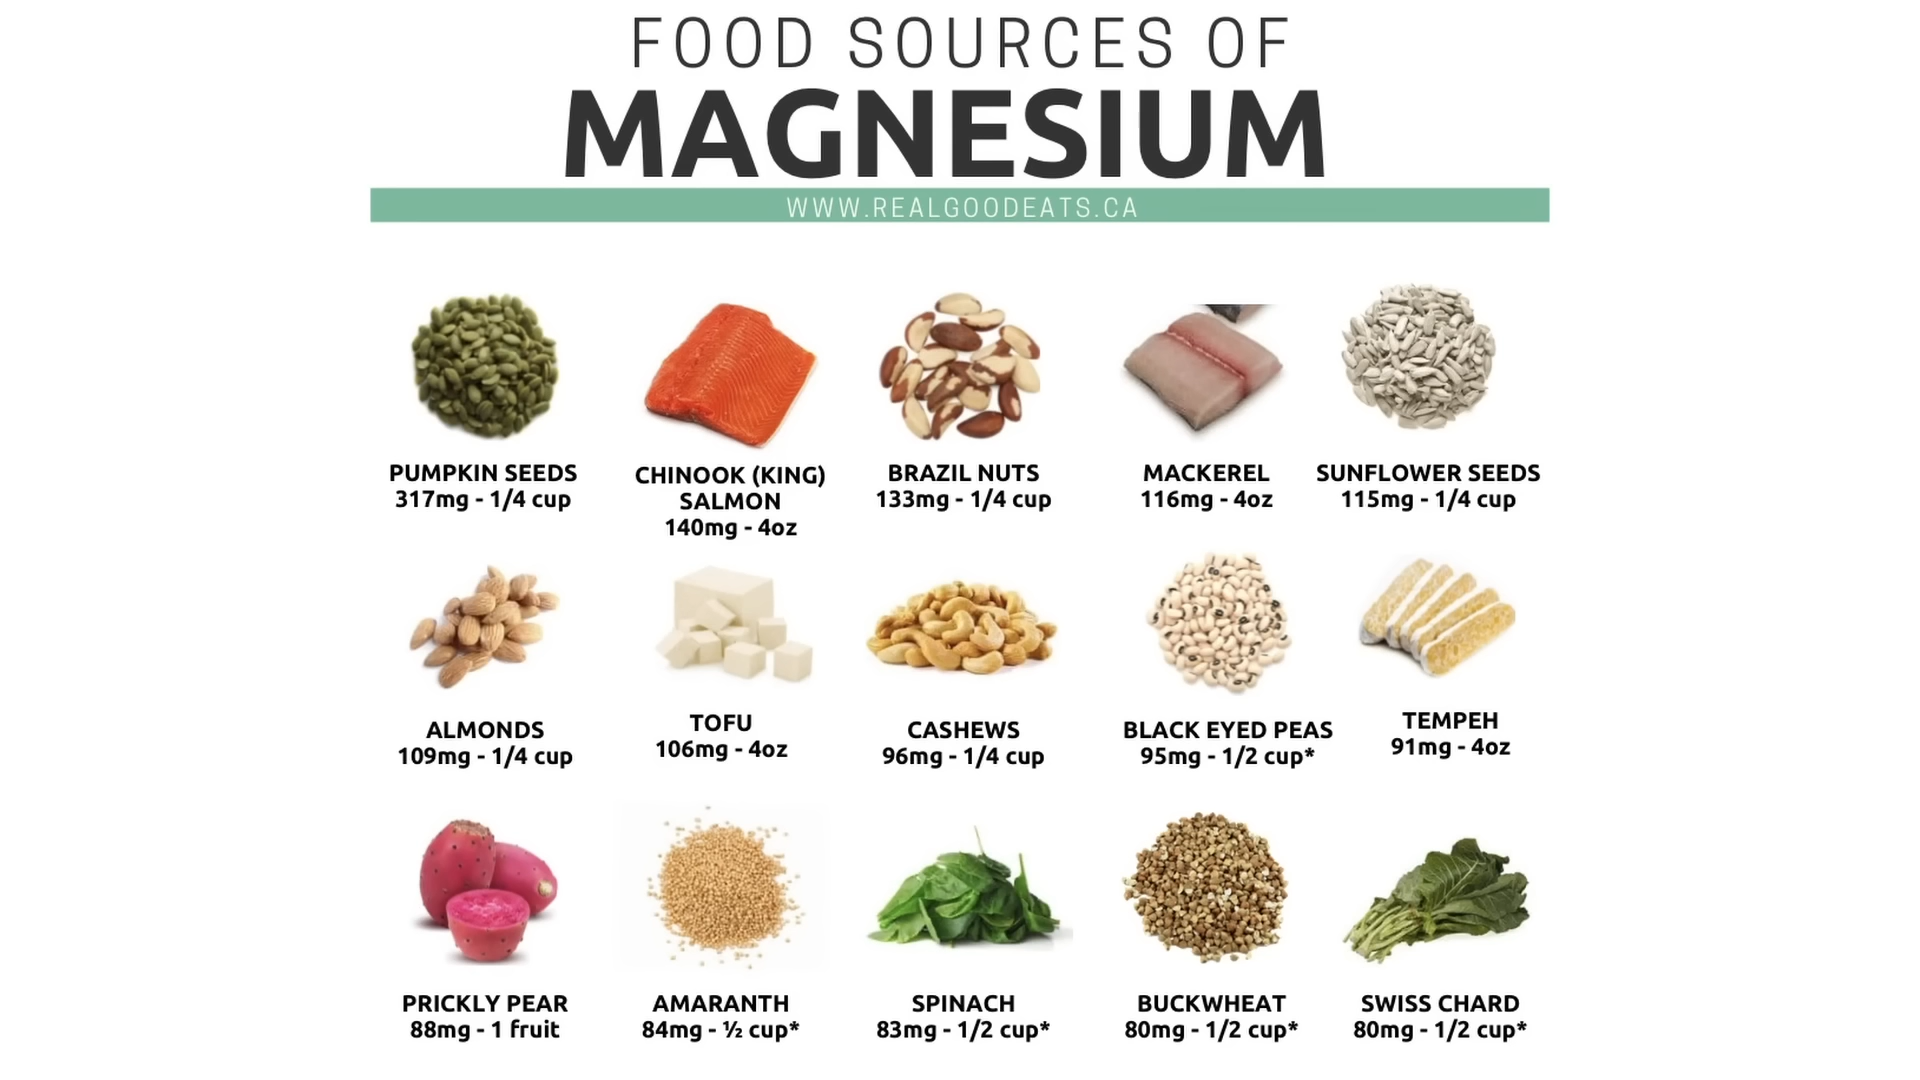 FOOD SOURCES OF
MAGNESIUM
WWW.REALGOODEATS.CA
PUMPKIN SEEDS
317mg - 1/4 cup
CHINOOK (KING)
SALMON
140mg - 4oz
BRAZIL NUTS
133mg - 1/4 cup
MACKEREL
116mg - 4oz
SUNFLOWER SEEDS
115mg - 1/4 cup
ALMONDS
109mg - 1/4 cup
TOFU
106mg - 4oz
CASHEWS
96mg - 1/4 cup
BLACK EYED PEAS
95mg - 1/2 cup*
TEMPEH
91mg - 4oz
PRICKLY PEAR
88mg - 1 fruit
AMARANTH
84mg - ½ cup*
SPINACH
83mg - 1/2 cup*
BUCKWHEAT
80mg - 1/2 cup*
SWISS CHARD
80mg - 1/2 cup*